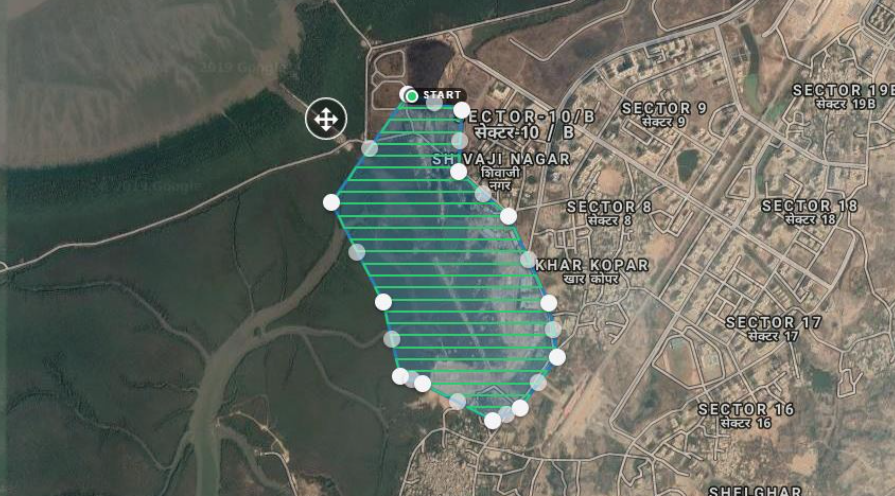 START
SECTOR 9
सेक्टर 9
SECTOR 19B
सेक्टर 19B
ECTOR-10/B
सेक्टर-10 / B
SHIVAJI NAGAR
शिवाजी
नगर
SECTOR 8
सेक्टर 8
SECTOR 18
सेक्टर 18
KHAR KOPAR
खार कोपर
SECTOR 17
सेक्टर 17
SECTOR 16
सेक्टर 16
SHELGHAR